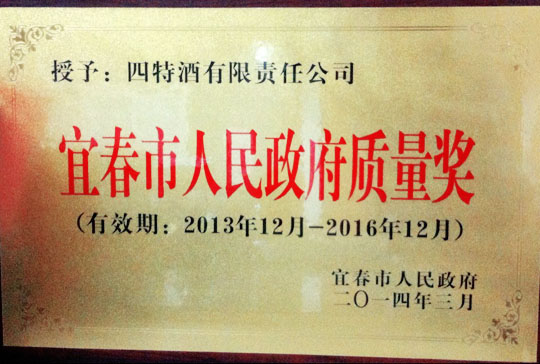 授予：四特酒有限责任公司
宜春市人民政府质量奖
(有效期：2013年12月-2016年12月)
宜春市人民政府
二〇一四年三月